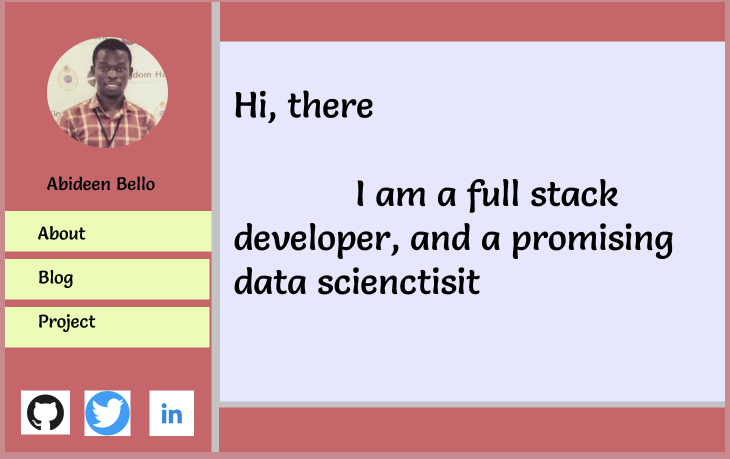 Abideen Bello
About
Blog
Project
in
Hi, there
I am a full stack
developer, and a promising
data scienctisit